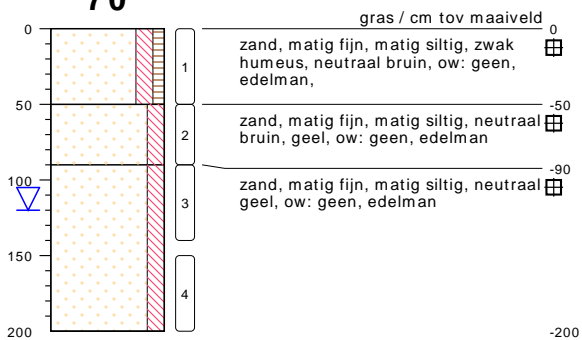 70
gras / cm tov maaiveld
0
0
zand, matig fijn, matig siltig, zwak
humeus, neutraal bruin, ow: geen,
edelman,
1
50
-50
zand, matig fijn, matig siltig, neutraal
bruin, geel, ow: geen, edelman
2
-90
100
zand, matig fijn, matig siltig, neutraal
geel, ow: geen, edelman
3
150
4
200
-200